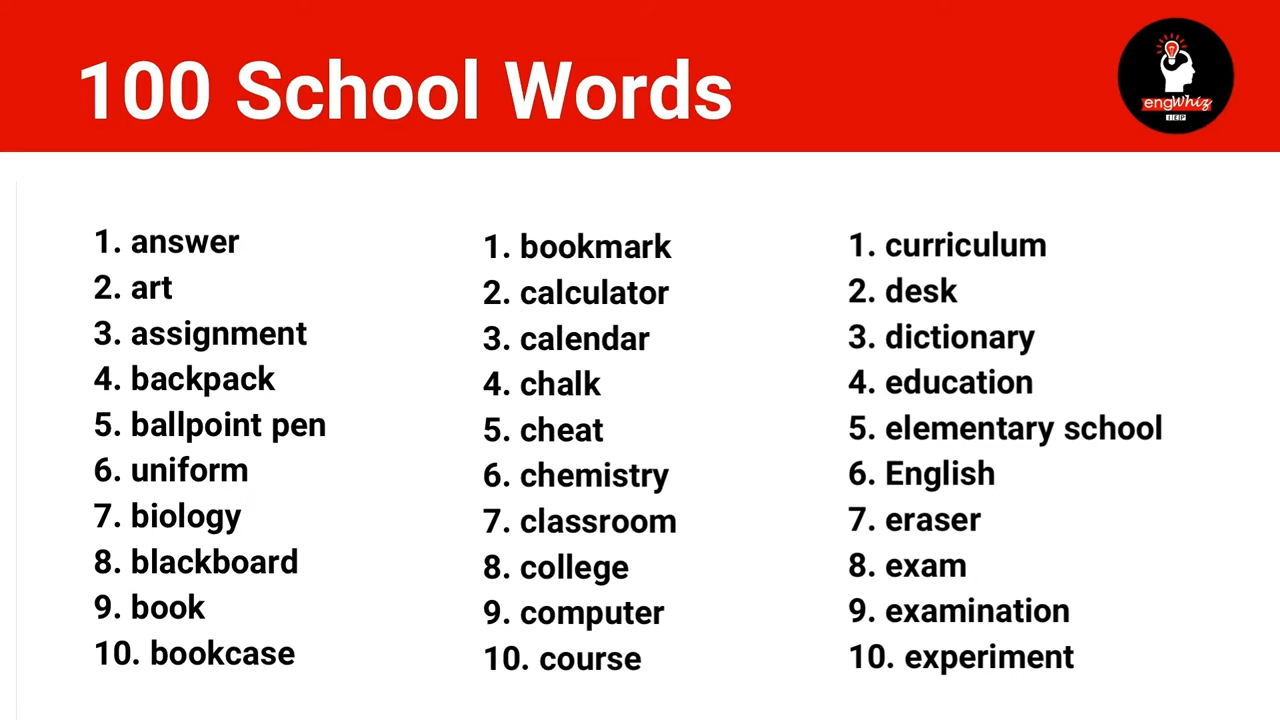 100 School Words
engWhiz
IEP
1. answer
2. art
3. assignment
4. backpack
5. ballpoint pen
6. uniform
7. biology
8. blackboard
9. book
10. bookcase
1. bookmark
2. calculator
3. calendar
4. chalk
5. cheat
6. chemistry
7. classroom
8. college
9. computer
10. course
1. curriculum
2. desk
3. dictionary
4. education
5. elementary school
6. English
7. eraser
8. exam
9. examination
10. experiment